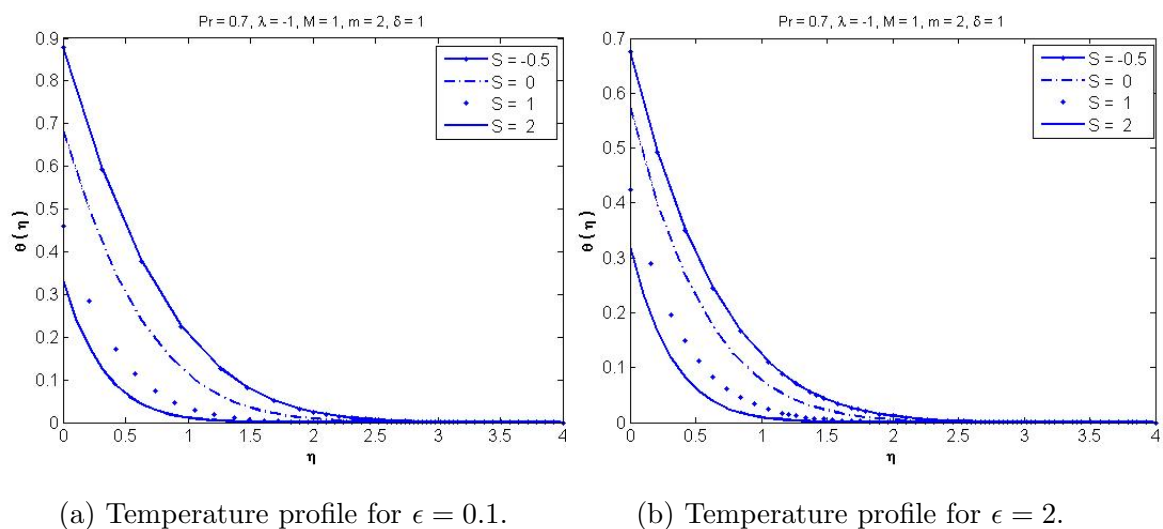 Pr = 0.7, λ = -1, M = 1, m = 2, δ = 1
0.9
0.8
0.7
0.6
0.5
0.4
0.3
0.2
0.1
0
θ ( η )
S = -0.5
S = 0
S = 1
S = 2
0 0.5 1 1.5 2 2.5 3 3.5 4
η
(a) Temperature profile for ϵ = 0.1.
Pr = 0.7, λ = -1, M = 1, m = 2, δ = 1
0.7
0.6
0.5
0.4
0.3
0.2
0.1
0
θ ( η )
S = -0.5
S = 0
S = 1
S = 2
0 0.5 1 1.5 2 2.5 3 3.5 4
η
(b) Temperature profile for ϵ = 2.